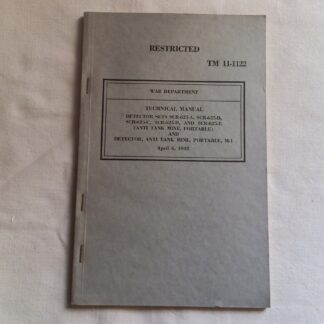 RESTRICTED
TM 11-1122
WAR DEPARTMENT
TECHNICAL MANUAL
DETECTOR SETS SCR-625-A, SCR-625-B,
SCR-625-C, SCR-625-D, AND SCR-625-E
(ANTI TANK MINE, PORTABLE)
AND
DETECTOR, ANTI TANK MINE, PORTABLE, M-1
April 6, 1943